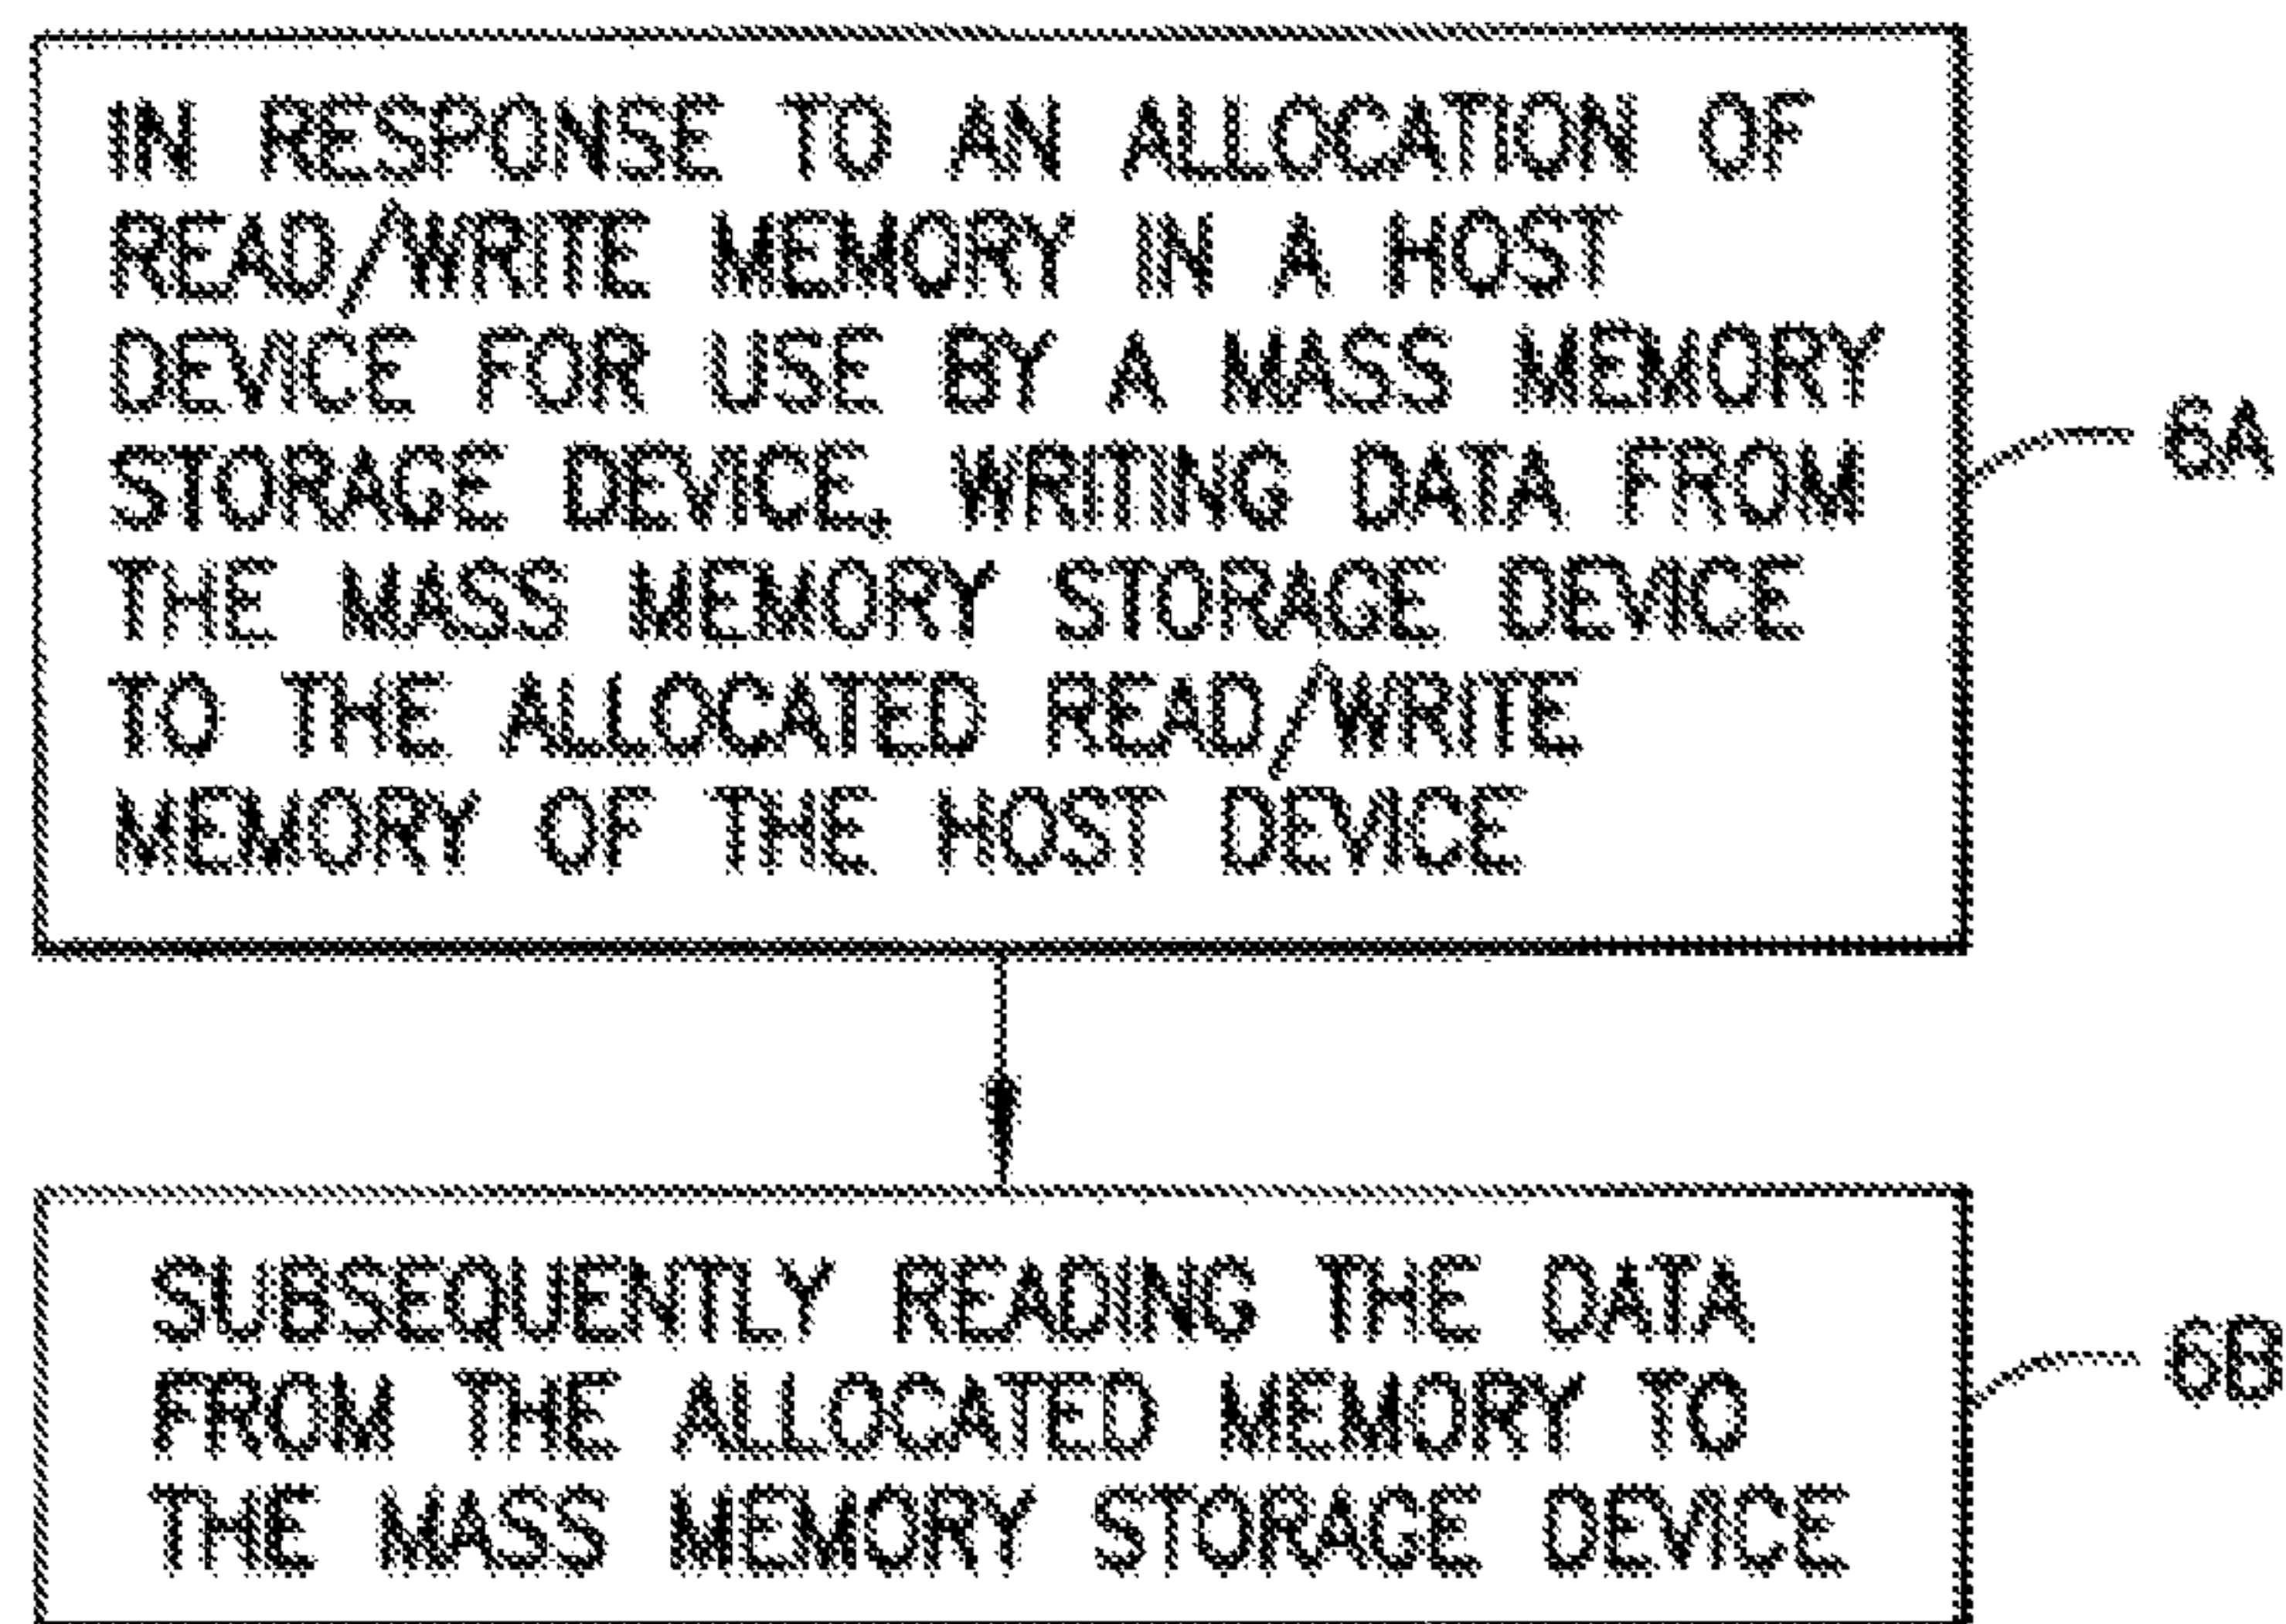 IN RESPONSE TO AN ALLOCATION OF
READ/WRITE MEMORY IN A HOST
DEVICE FOR USE BY A MASS MEMORY
STORAGE DEVICE, WRITING DATA FROM
THE MASS MEMORY STORAGE DEVICE
TO THE ALLOCATED READ/WRITE
MEMORY OF THE HOST DEVICE
6A
SUBSEQUENTLY READING THE DATA
FROM THE ALLOCATED MEMORY TO
THE MASS MEMORY STORAGE DEVICE
6B